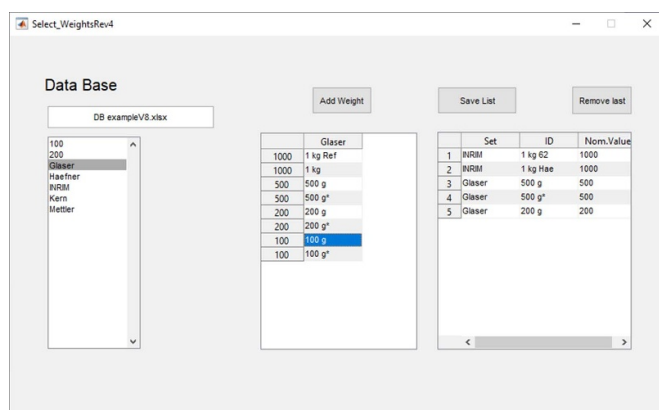 Select_WeightsRev4
Data Base
DB exampleV8.xlsx
100
200
Glaser
Haefner
INRIM
Kern
Mettler
Add Weight
Glaser
1000 1 kg Ref
1000 1 kg
500 500 g
500 500 g*
200 200 g
200 200 g*
100 100 g
100 100 g*
Save List
Remove last
Set ID Nom.Value
1 INRIM 1 kg 62 1000
2 INRIM 1 kg Hae 1000
3 Glaser 500 g 500
4 Glaser 500 g* 500
5 Glaser 200 g 200